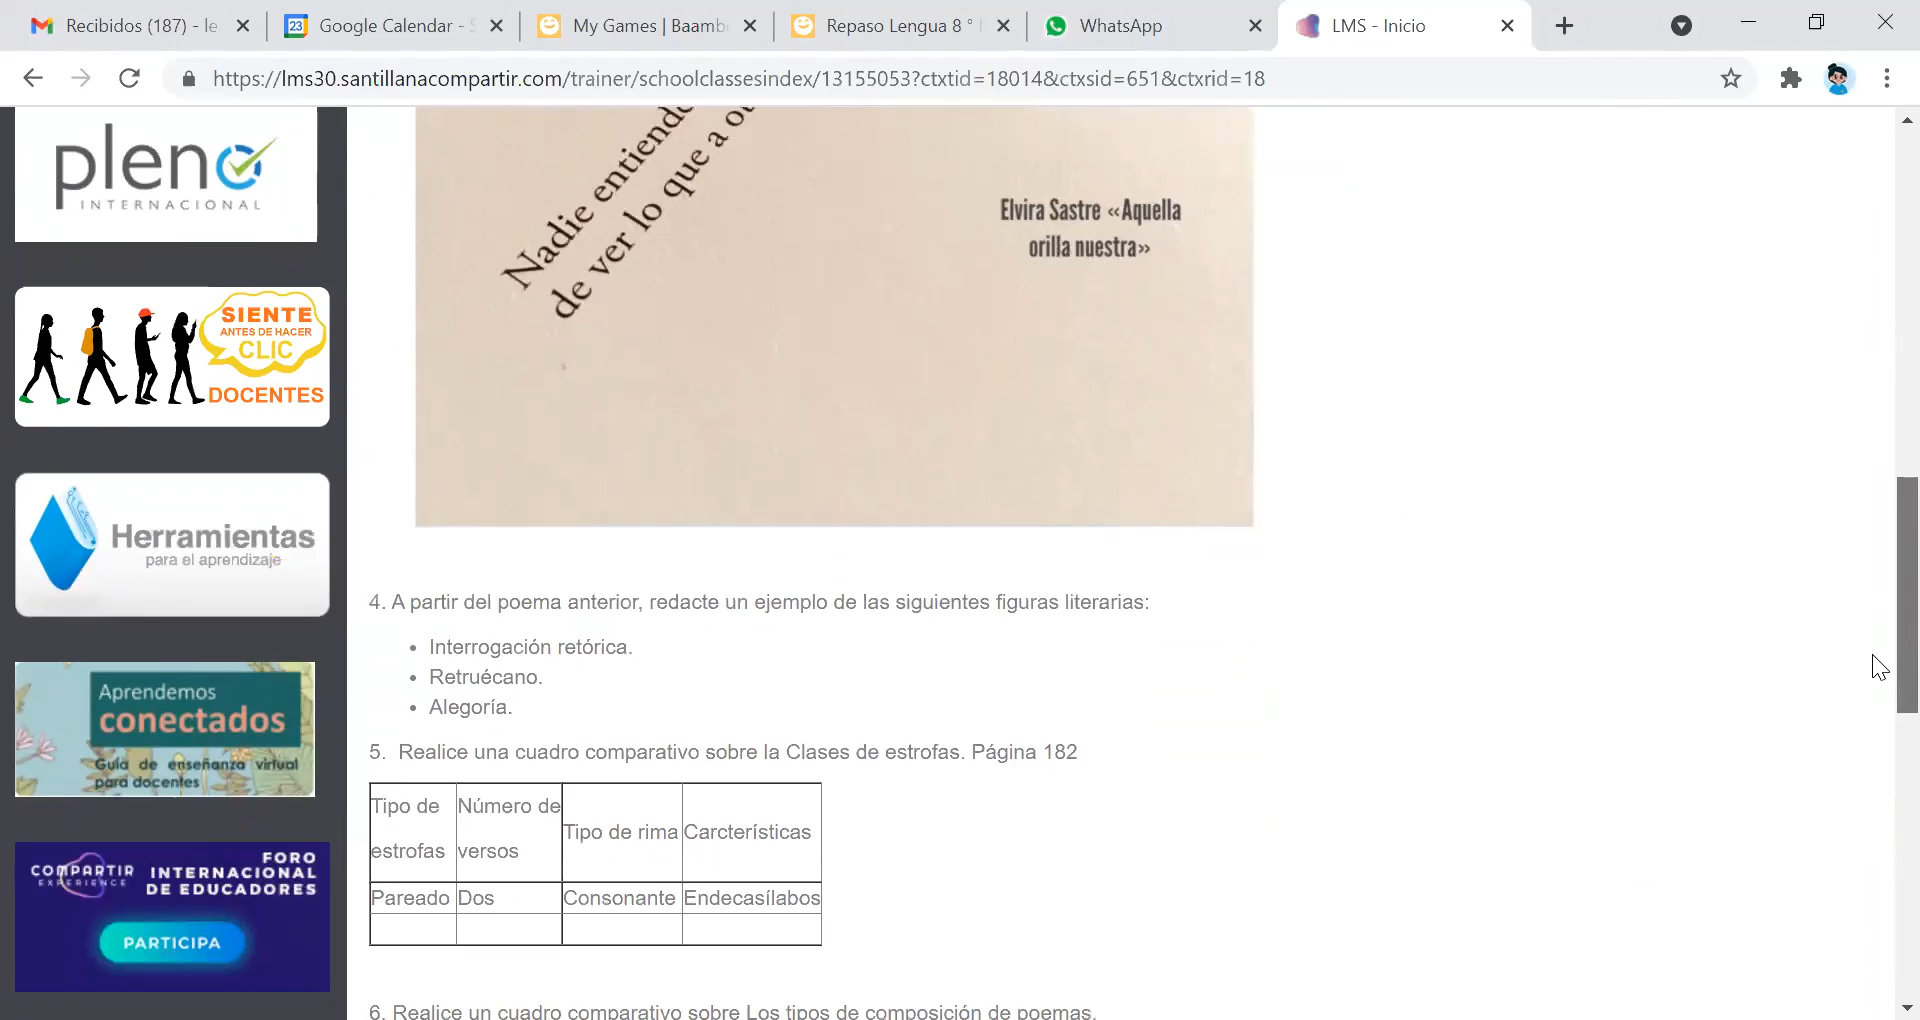 Recibidos (187) - le
Google Calendar - S
My Games | Baamb
Repaso Lengua 8 °
WhatsApp
LMS - Inicio
https://lms30.santillanacompartir.com/trainer/schoolclassesindex/13155053?ctxtid=18014&ctxsid=651&ctxrid=18
pleno
INTERNACIONAL
SIENTE
ANTES DE HACER
CLIC
DOCENTES
Herramientas
para el aprendizaje
Aprendemos
conectados
Guía de enseñanza virtual
para docentes
COMPARTIR
EXPERIENCE
FORO
INTERNACIONAL
DE EDUCADORES
PARTICIPA
Nadie entiende
de ver lo que a
Elvira Sastre «Aquella
orilla nuestra»
4. A partir del poema anterior, redacte un ejemplo de las siguientes figuras literarias:
• Interrogación retórica.
• Retruécano.
• Alegoría.
5. Realice una cuadro comparativo sobre la Clases de estrofas. Página 182
Tipo de
estrofas
Número de
versos
Tipo de rima
Carcterísticas
Pareado Dos Consonante Endecasílabos
6. Realice un cuadro comparativo sobre Los tipos de composición de poemas.